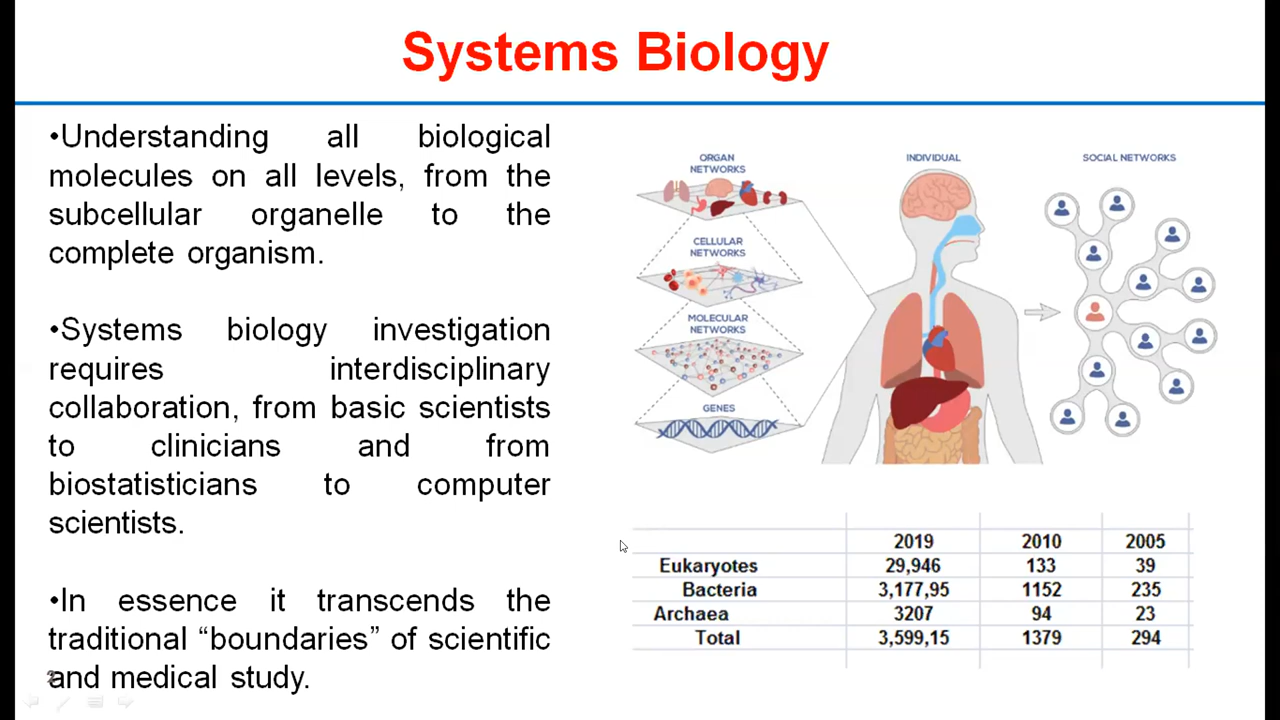 Systems Biology
•Understanding all biological
molecules on all levels, from the
subcellular organelle to the
complete organism.
•Systems biology investigation
requires interdisciplinary
collaboration, from basic scientists
to clinicians and from
biostatisticians to computer
scientists.
•In essence it transcends the
traditional “boundaries” of scientific
and medical study.
ORGAN
NETWORKS
CELLULAR
NETWORKS
MOLECULAR
NETWORKS
GENES
INDIVIDUAL
SOCIAL NETWORKS
2019 2010 2005
Eukaryotes 29,946 133 39
Bacteria 3,177,95 1152 235
Archaea 3207 94 23
Total 3,599,15 1379 294